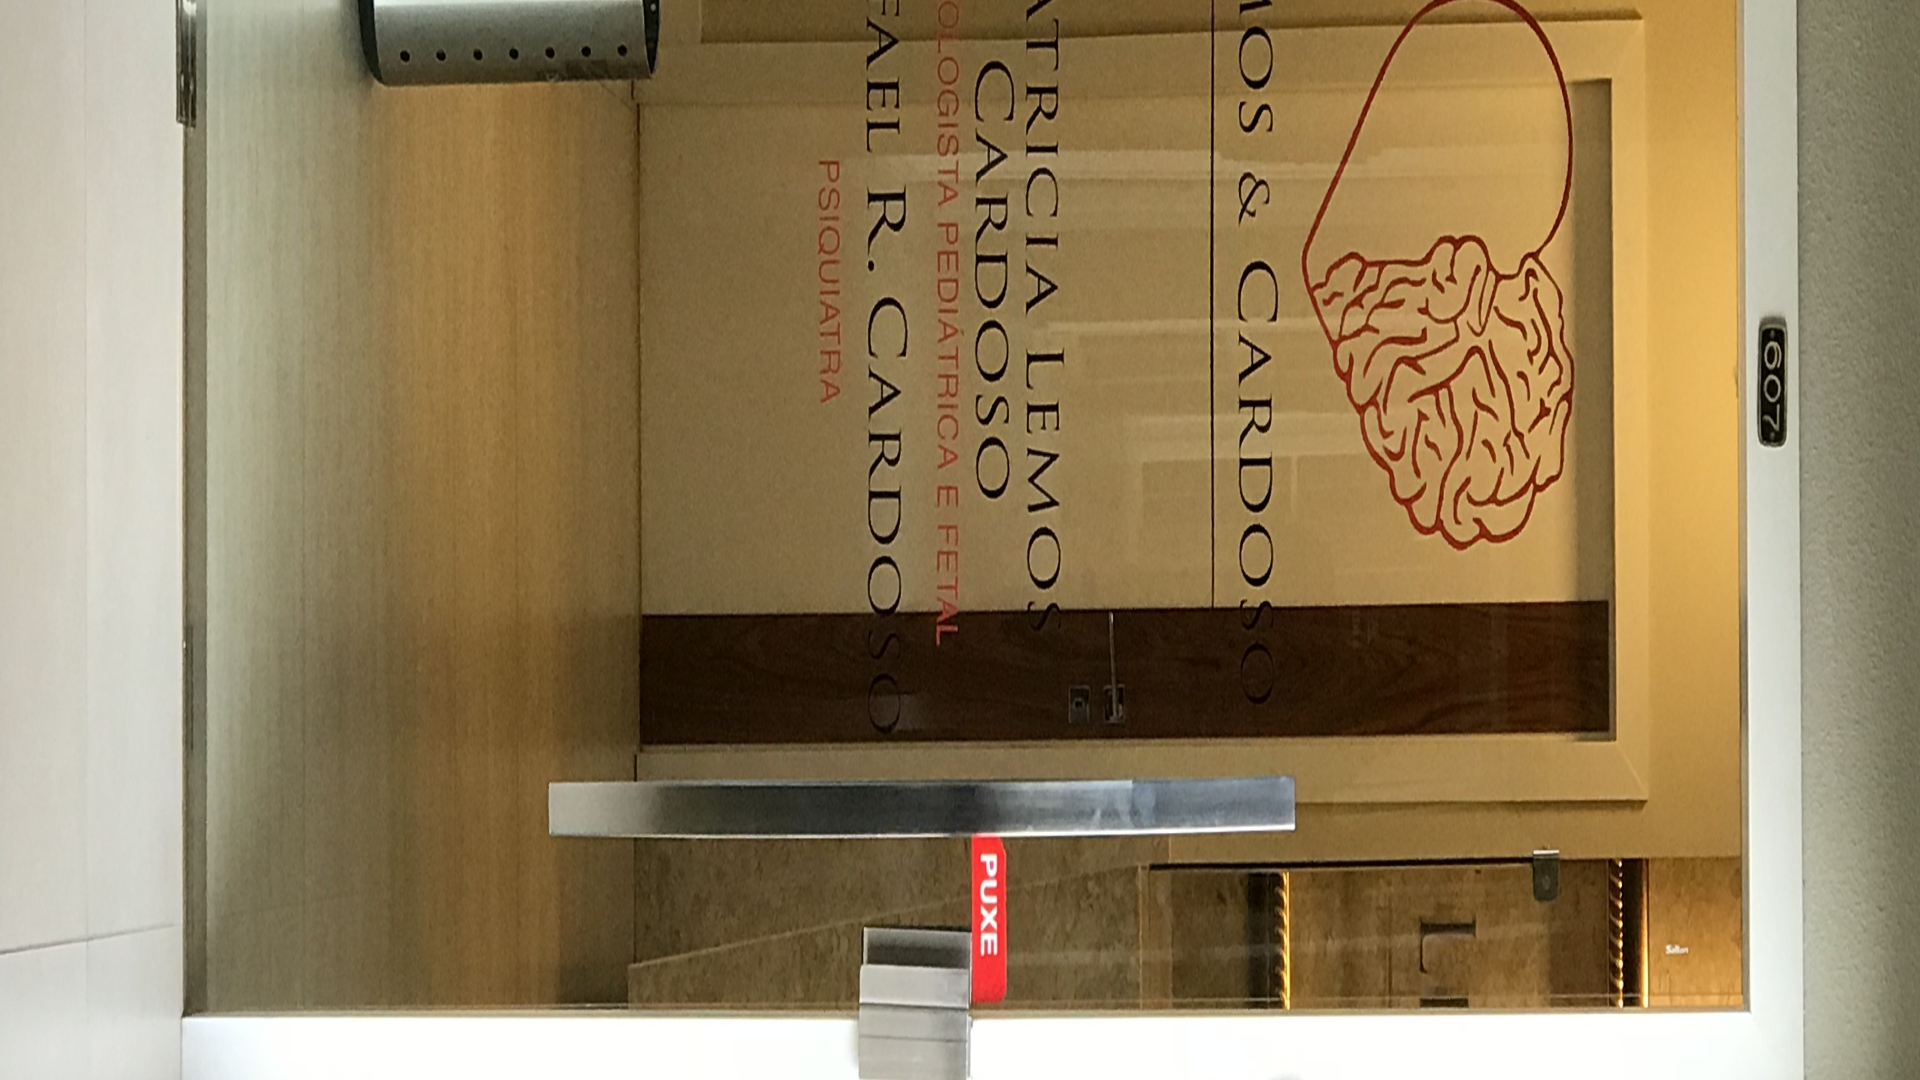 607
MOS & CARDOSO
ATRICIA LEMOS
CARDOSO
OLOGISTA PEDIÁTRICA E FETAL
FAEL R. CARDOSO
PSIQUIATRA
PUXE